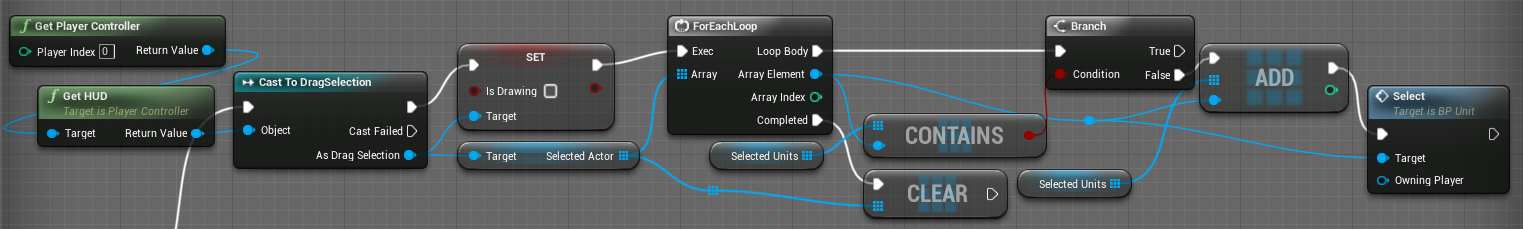 Get Player Controller
Player Index 0 Return Value
Get HUD
Target is Player Controller
Target Return Value
Cast To DragSelection
Object
Cast Failed
As Drag Selection
SET
Is Drawing
Target
Target Selected Actor
ForEachLoop
Exec Loop Body
Array Array Element
Array Index
Completed
Selected Units
CONTAINS
CLEAR
Branch
True
Condition False
Selected Units
ADD
Select
Target is BP Unit
Target
Owning Player